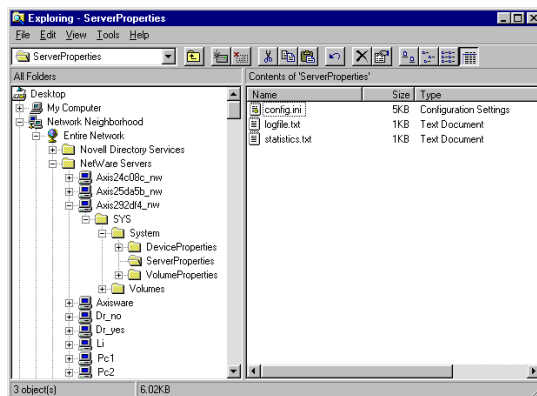 Exploring - ServerProperties
File Edit View Tools Help
ServerProperties
All Folders
Contents of 'ServerProperties'
Desktop
My Computer
Network Neighborhood
Entire Network
Novell Directory Services
NetWare Servers
Axis24c08c_nw
Axis25da5b_nw
Axis292df4_nw
SYS
System
DeviceProperties
ServerProperties
VolumeProperties
Volumes
Axisware
Dr_no
Dr_yes
Li
Pc1
Pc2
Name Size Type
config.ini 5KB Configuration Settings
logfile.txt 1KB Text Document
statistics.txt 1KB Text Document
3 object(s) 6.02KB